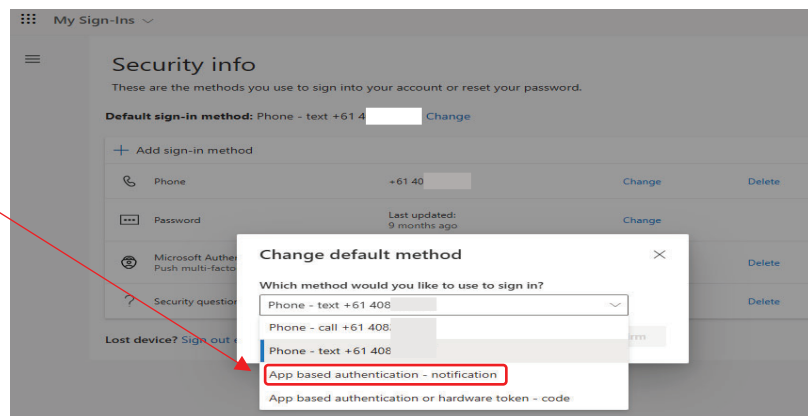 My Sign-Ins
Security info
These are the methods you use to sign into your account or reset your password.
Default sign-in method: Phone - text +61 4 Change
+ Add sign-in method
Phone +61 40 Change Delete
Password Last updated:
9 months ago Change
Microsoft Authen
Push multi-facto Delete
? Security question Delete
Lost device? Sign out
Change default method
Which method would you like to use to sign in?
Phone - text +61 408
Phone - call +61 408
Phone - text +61 408
App based authentication - notification
App based authentication or hardware token - code